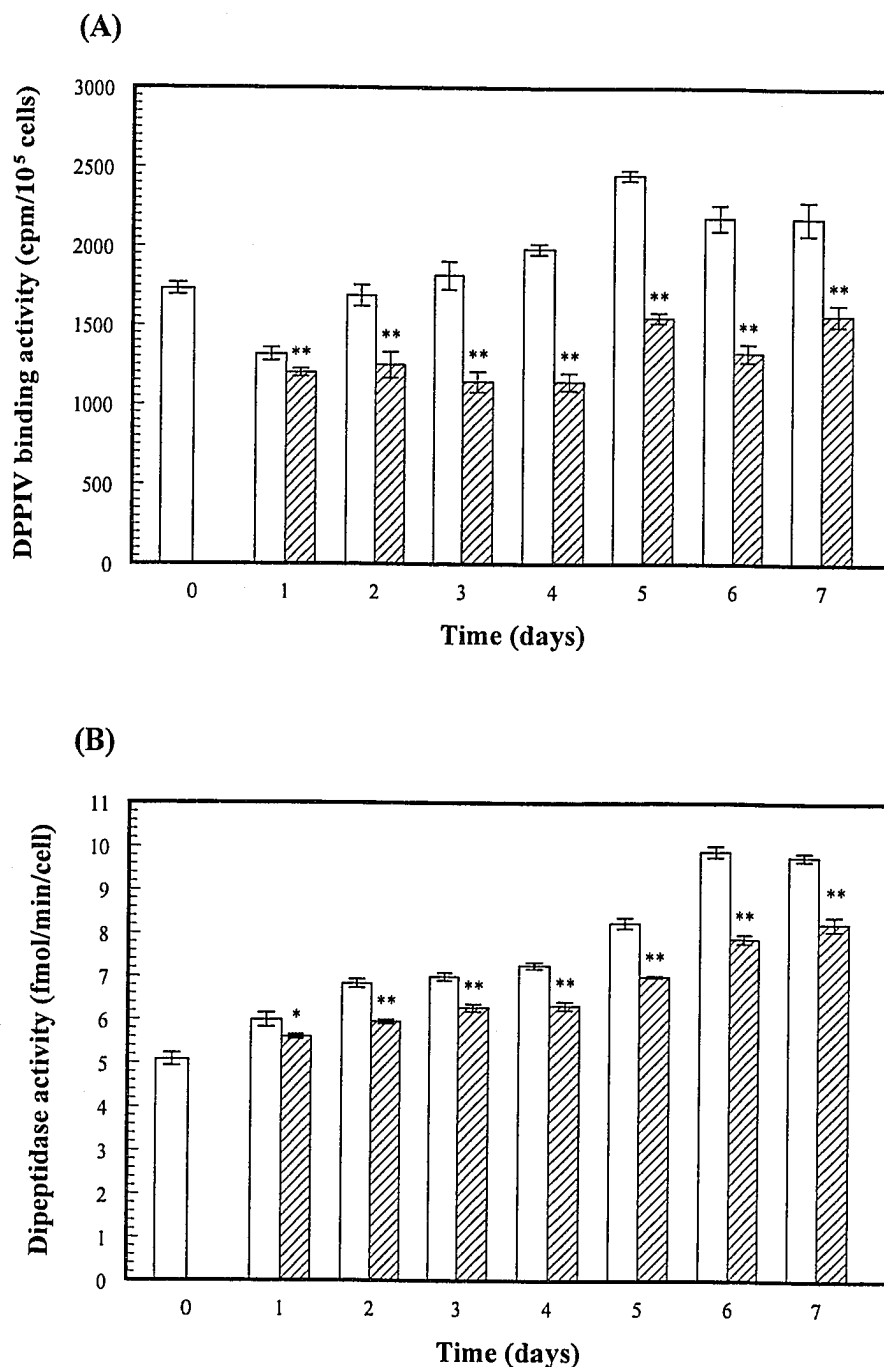 (A)
3000
2500
2000
1500
1000
500
0
DPPIV binding activity (cpm/10⁵ cells)
** ** ** ** ** ** **
0 1 2 3 4 5 6 7
Time (days)
(B)
11
10
9
8
7
6
5
4
3
2
1
0
Dipeptidase activity (fmol/min/cell)
* ** ** ** ** ** **
0 1 2 3 4 5 6 7
Time (days)